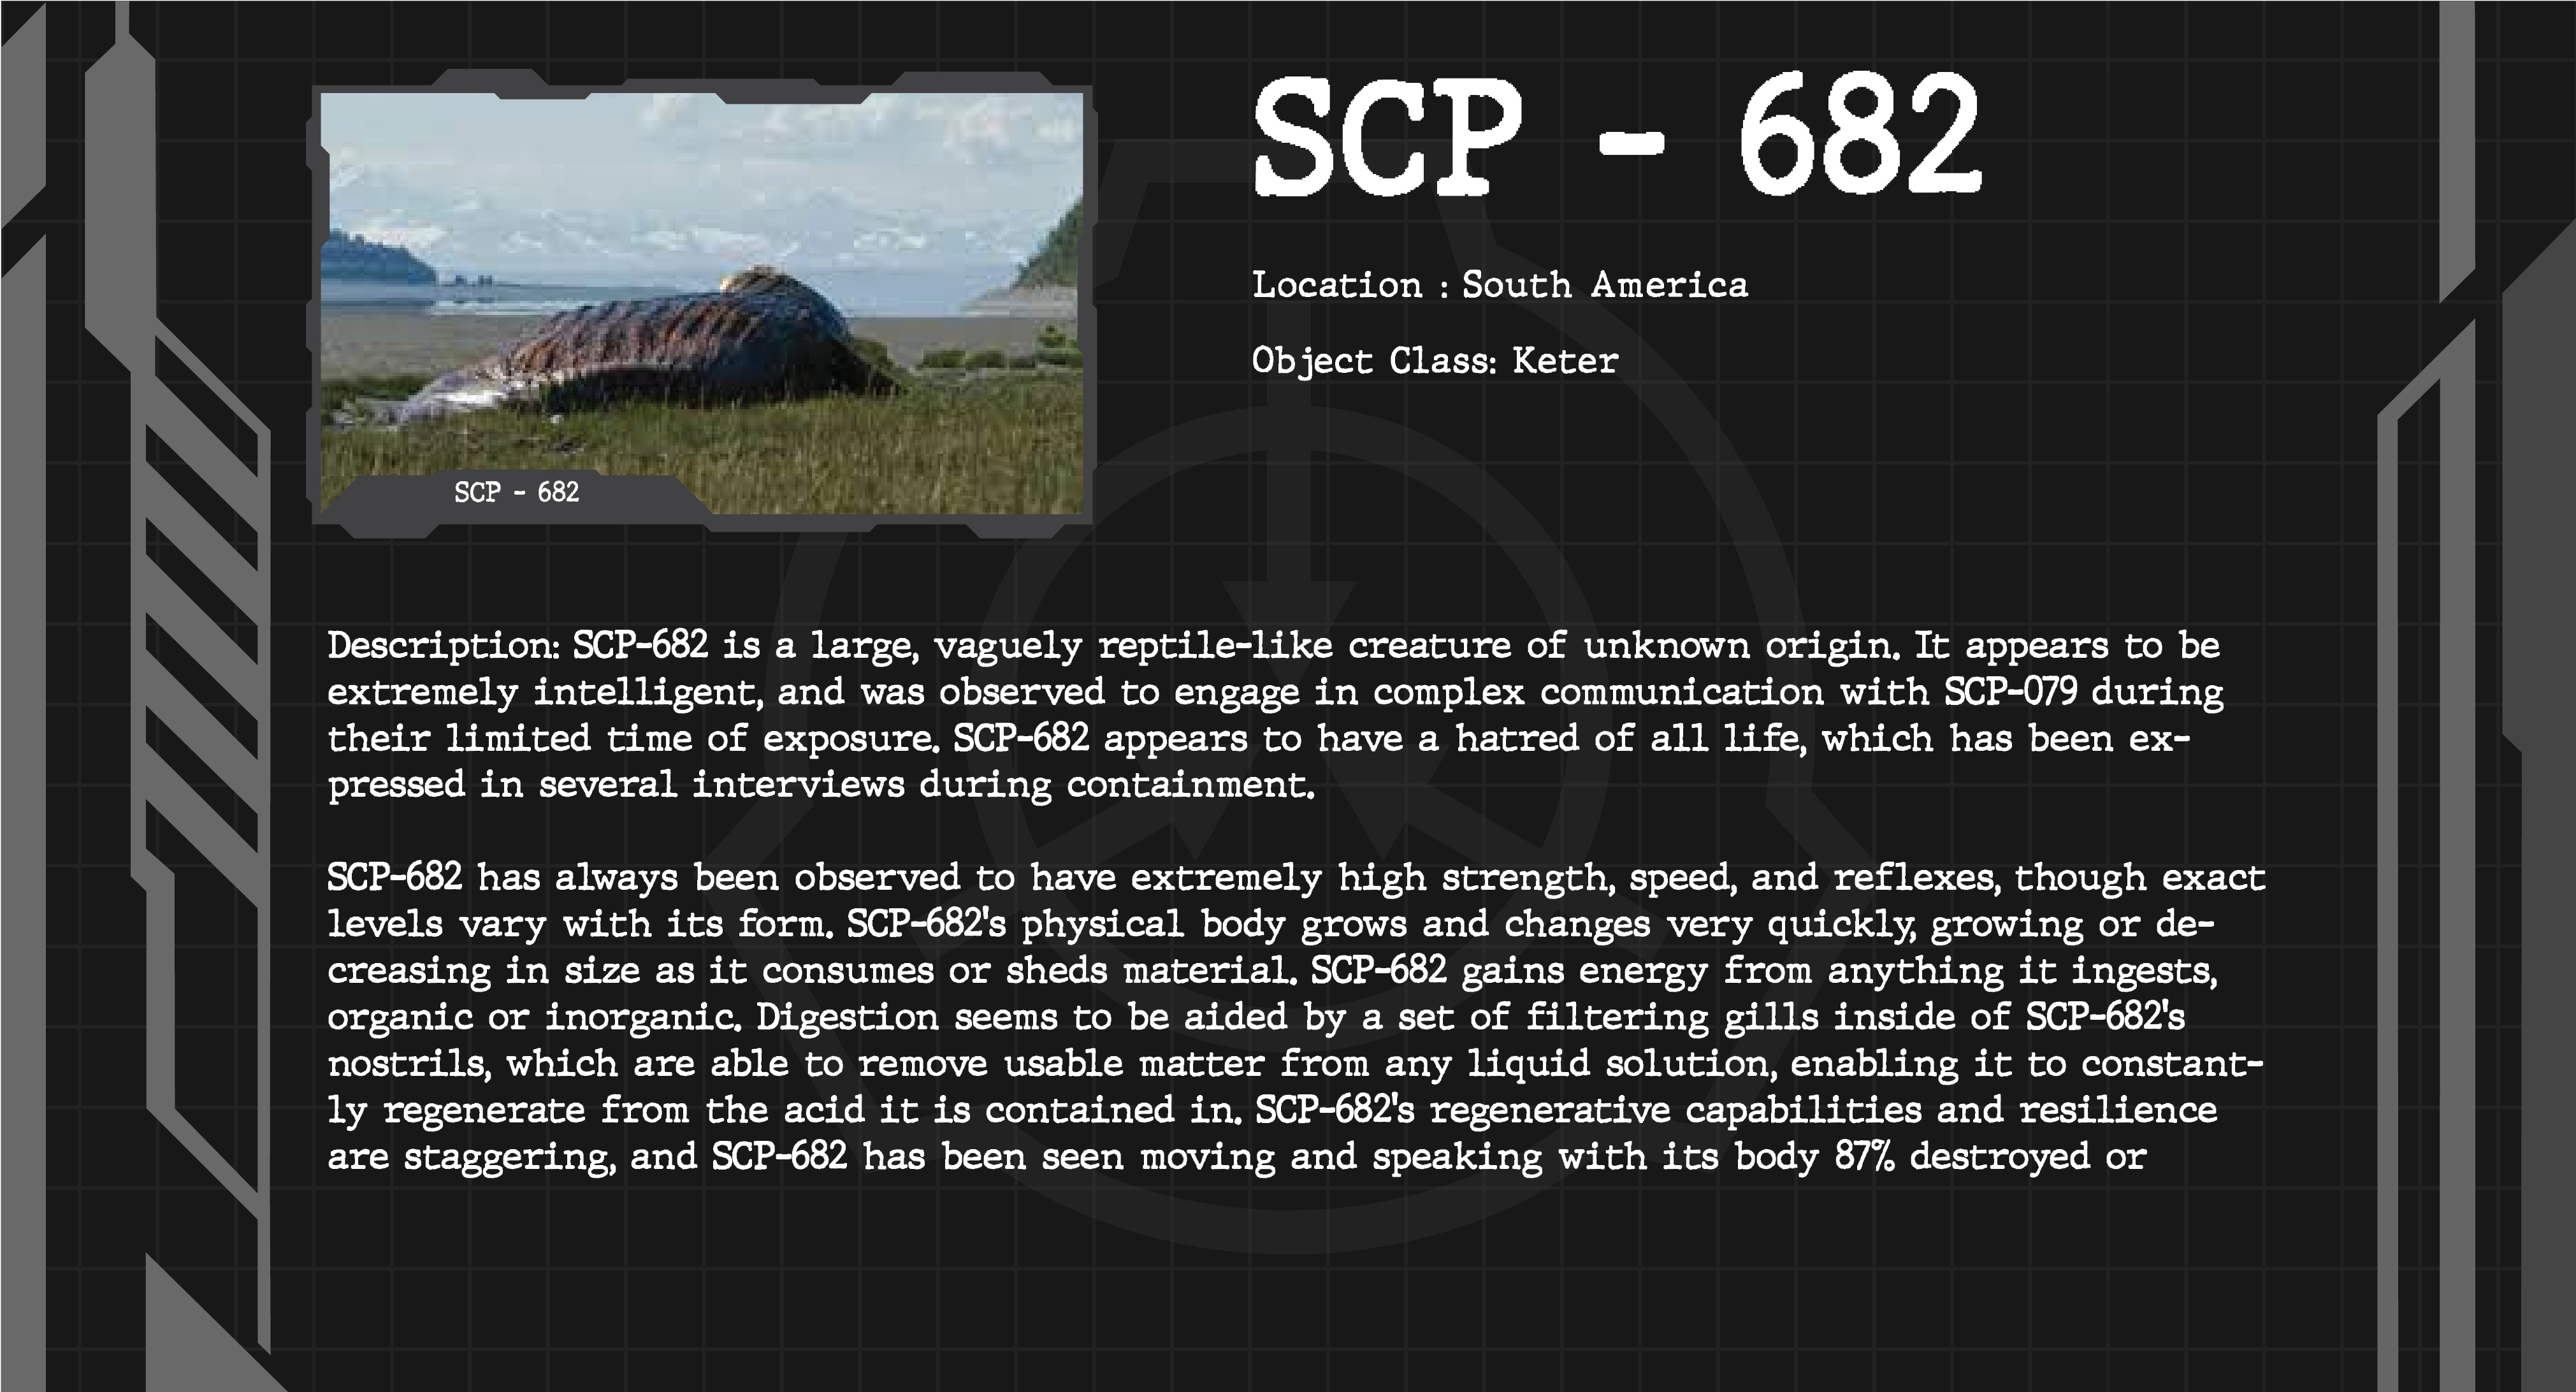 SCP - 682
Location : South America
Object Class: Keter
SCP - 682
Description: SCP-682 is a large, vaguely reptile-like creature of unknown origin. It appears to be
extremely intelligent, and was observed to engage in complex communication with SCP-079 during
their limited time of exposure. SCP-682 appears to have a hatred of all life, which has been ex-
pressed in several interviews during containment.
SCP-682 has always been observed to have extremely high strength, speed, and reflexes, though exact
levels vary with its form. SCP-682's physical body grows and changes very quickly, growing or de-
creasing in size as it consumes or sheds material. SCP-682 gains energy from anything it ingests,
organic or inorganic. Digestion seems to be aided by a set of filtering gills inside of SCP-682's
nostrils, which are able to remove usable matter from any liquid solution, enabling it to constant-
ly regenerate from the acid it is contained in. SCP-682's regenerative capabilities and resilience
are staggering, and SCP-682 has been seen moving and speaking with its body 87% destroyed or